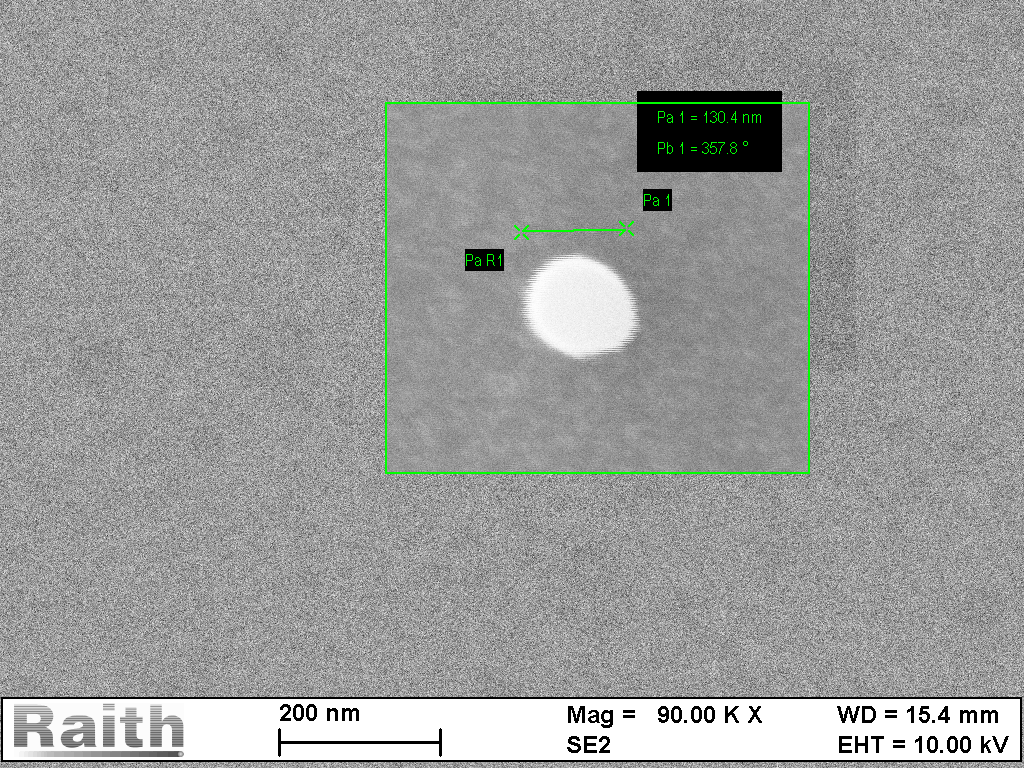 Pa 1 = 130.4 nm
Pb 1 = 357.8 °
Pa 1
Pa R1
Raith
200 nm
Mag = 90.00 K X
WD = 15.4 mm
SE2
EHT = 10.00 kV